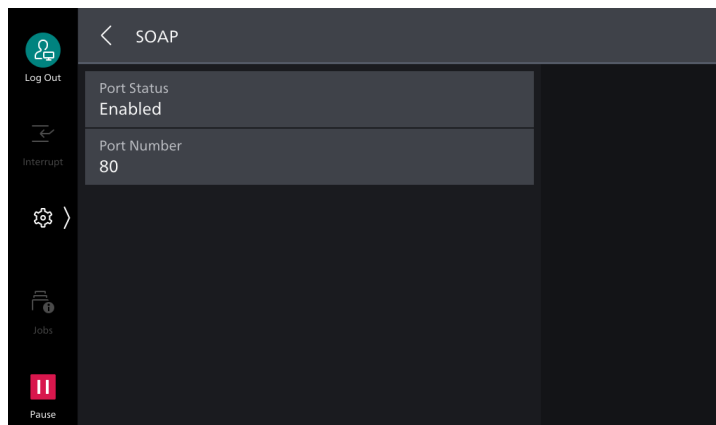 SOAP
Log Out
Port Status
Enabled
Interrupt
Port Number
80
Jobs
Pause